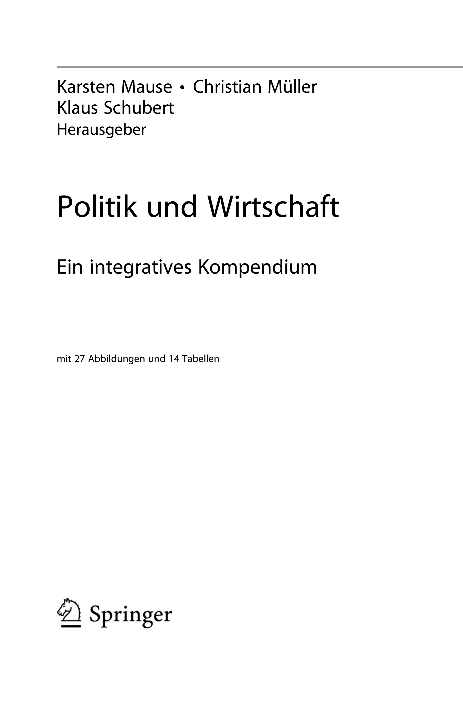 Karsten Mause • Christian Müller
Klaus Schubert
Herausgeber
Politik und Wirtschaft
Ein integratives Kompendium
mit 27 Abbildungen und 14 Tabellen
Springer